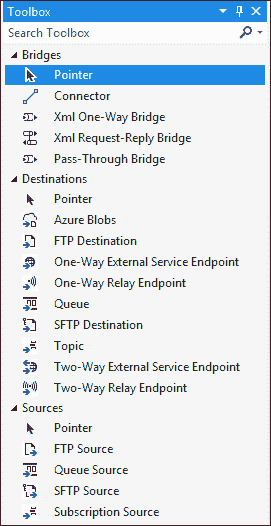 Toolbox
Search Toolbox
Bridges
Pointer
Connector
Xml One-Way Bridge
Xml Request-Reply Bridge
Pass-Through Bridge
Destinations
Pointer
Azure Blobs
FTP Destination
One-Way External Service Endpoint
One-Way Relay Endpoint
Queue
SFTP Destination
Topic
Two-Way External Service Endpoint
Two-Way Relay Endpoint
Sources
Pointer
FTP Source
Queue Source
SFTP Source
Subscription Source